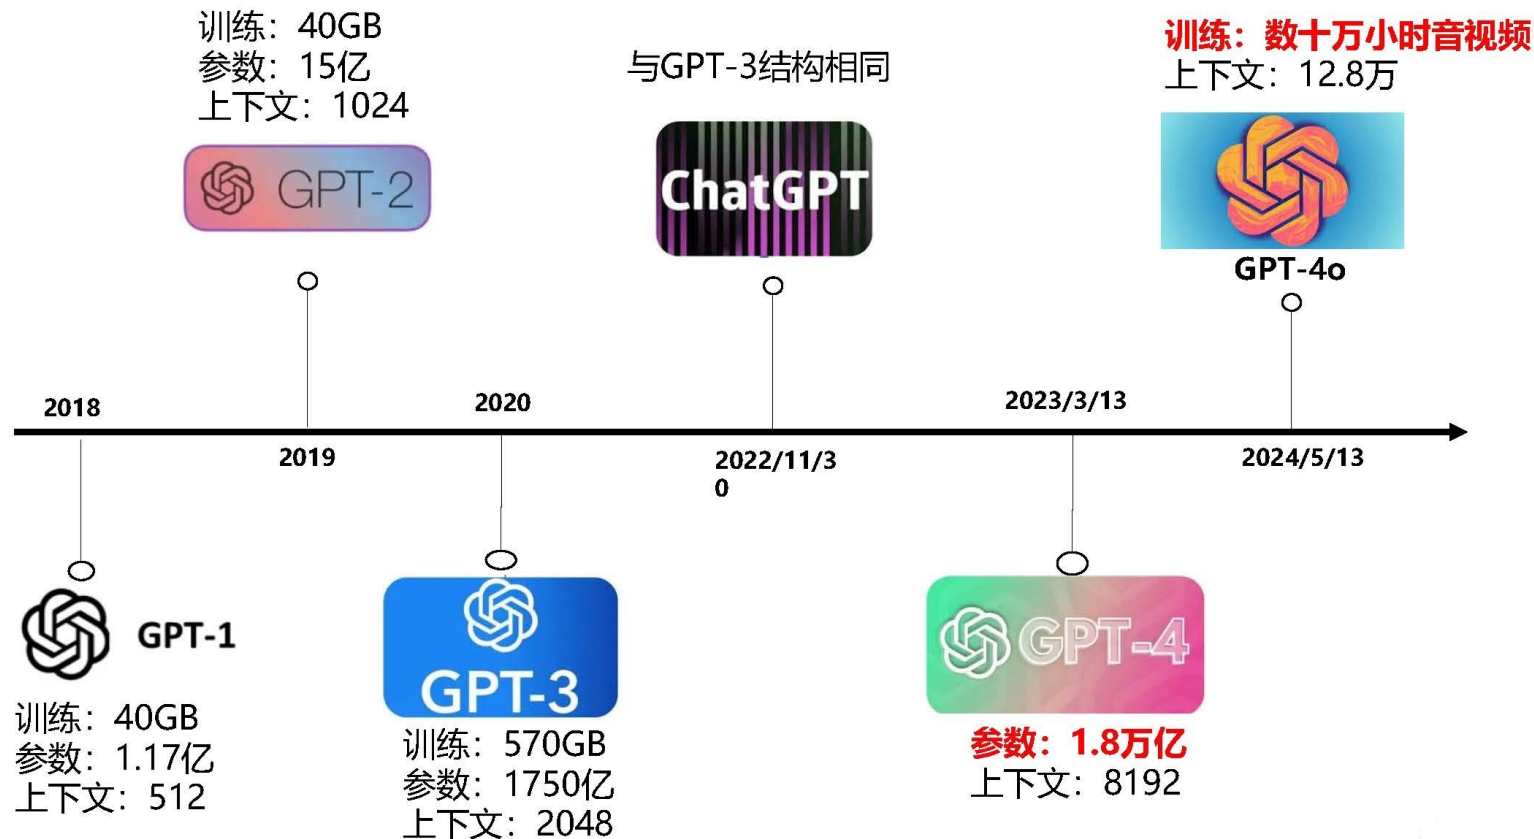 训练：40GB
参数：15亿
上下文：1024
GPT-2
与GPT-3结构相同
ChatGPT
训练：数十万小时音视频
上下文：12.8万
GPT-4o
2018
2019
2020
2022/11/3
0
2023/3/13
2024/5/13
GPT-1
训练：40GB
参数：1.17亿
上下文：512
GPT-3
训练：570GB
参数：1750亿
上下文：2048
GPT-4
参数：1.8万亿
上下文：8192